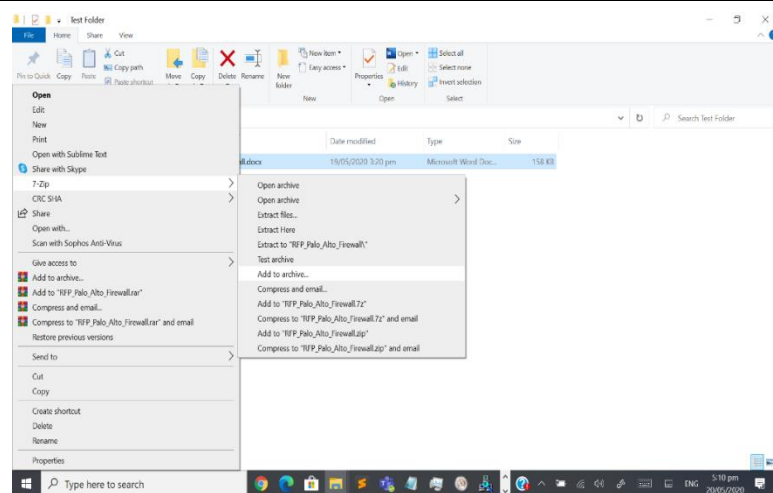 Test Folder
File Home Share View
Pin to Quick Copy Paste
Cut
Copy path
Paste shortcut
Move Copy Delete Rename
New folder
New item
Easy access
New
Properties
Open
Edit
History
Open
Select all
Select none
Invert selection
Select
Search Test Folder
Date modified Type Size
all.docx 19/05/2020 3:20 pm Microsoft Word Doc... 158 KB
Open
Edit
New
Print
Open with Sublime Text
Share with Skype
7-Zip
CRC SHA
Share
Open with...
Scan with Sophos Anti-Virus
Give access to
Add to archive...
Add to "RFP_Palo_Alto_Firewall.rar"
Compress and email...
Compress to "RFP_Palo_Alto_Firewall.rar" and email
Restore previous versions
Send to
Cut
Copy
Create shortcut
Delete
Rename
Properties
Open archive
Open archive
Extract files...
Extract Here
Extract to "RFP_Palo_Alto_Firewall\"
Test archive
Add to archive...
Compress and email...
Add to "RFP_Palo_Alto_Firewall.7z"
Compress to "RFP_Palo_Alto_Firewall.7z" and email
Add to "RFP_Palo_Alto_Firewall.zip"
Compress to "RFP_Palo_Alto_Firewall.zip" and email
Type here to search
ENG
5:10 pm
20/05/2020